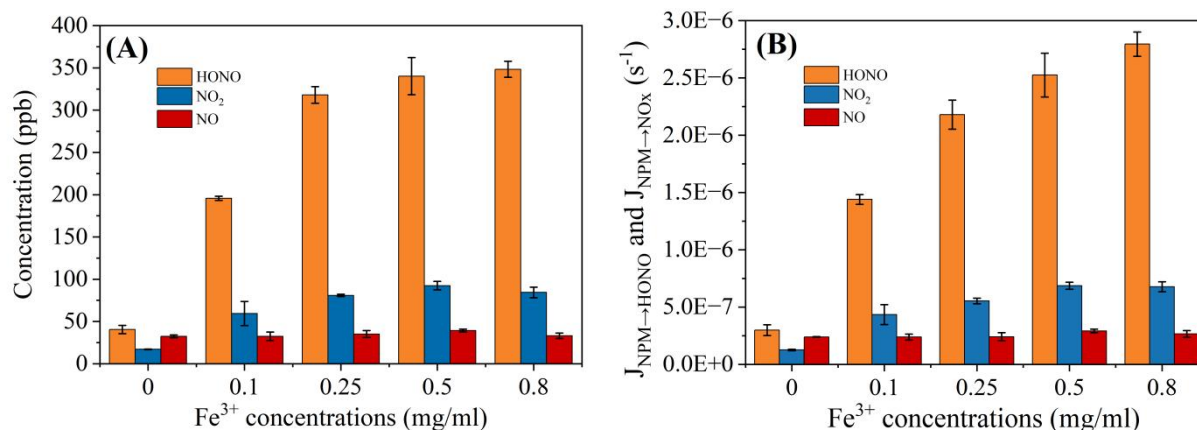 (A)
HONO
NO₂
NO
Concentration (ppb)
400
350
300
250
200
150
100
50
0
0 0.1 0.25 0.5 0.8
Fe³⁺ concentrations (mg/ml)
(B)
HONO
NO₂
NO
J_NPM→HONO and J_NPM→NOx (s⁻¹)
3.0E−6
2.5E−6
2.0E−6
1.5E−6
1.0E−6
5.0E−7
0.0E+0
0 0.1 0.25 0.5 0.8
Fe³⁺ concentrations (mg/ml)